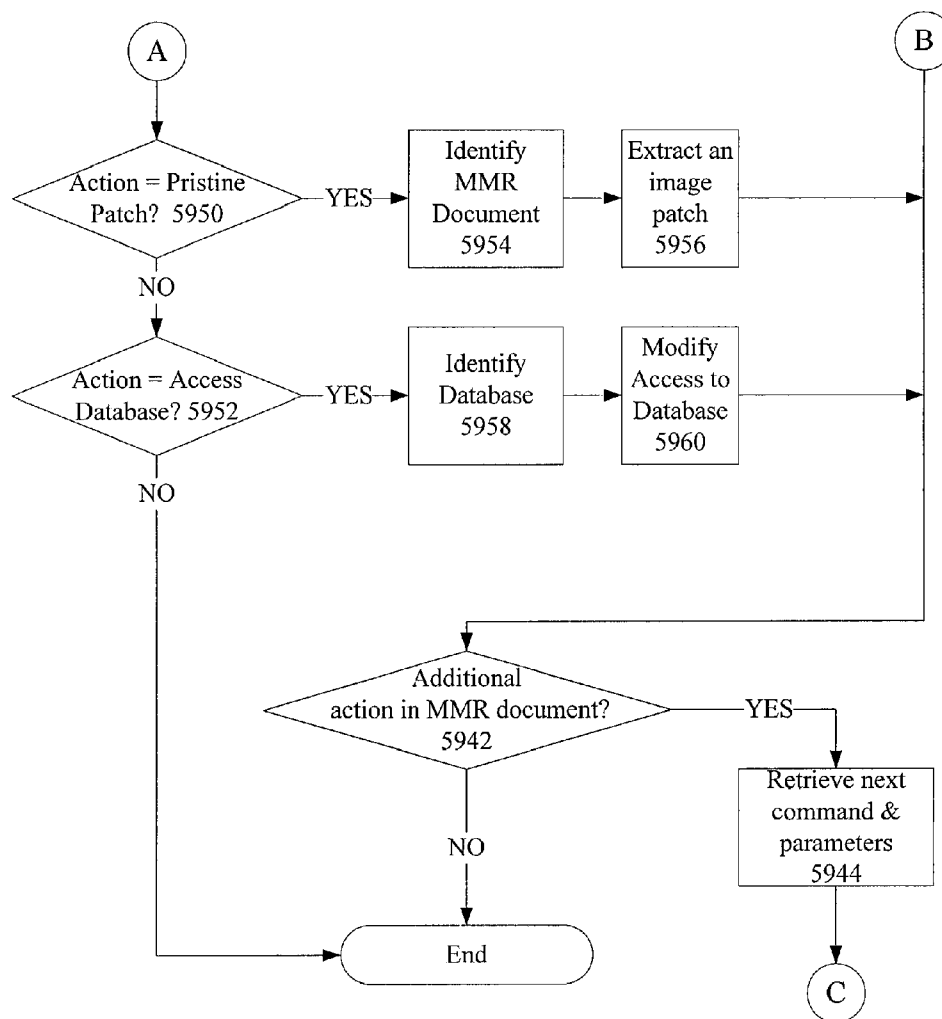 A
B
Action = Pristine
Patch? 5950
YES
Identify
MMR
Document
5954
Extract an
image
patch
5956
NO
Action = Access
Database? 5952
YES
Identify
Database
5958
Modify
Access to
Database
5960
NO
Additional
action in MMR document?
5942
YES
Retrieve next
command &
parameters
5944
NO
End
C